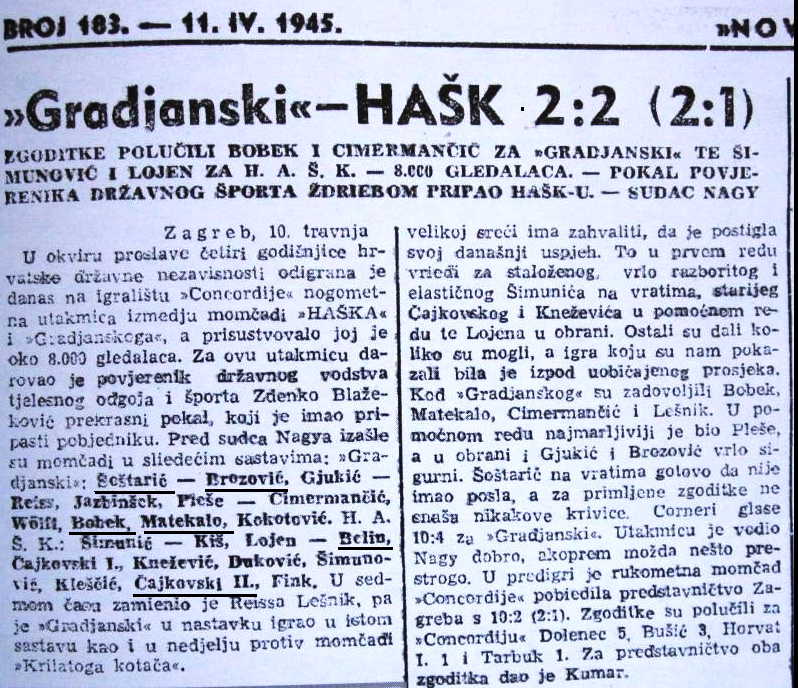 BROJ 183. — 11. IV. 1945.
»NOV
»Gradjanski«—HAŠK 2:2 (2:1)
ZGODITKE POLUČILI BOBEK I CIMERMANČIĆ ZA »GRADJANSKI« TE ŠI-
MUNOVIĆ I LOJEN ZA H. A. Š. K. — 8.000 GLEDALACA. — POKAL POVJE-
RENIKA DRŽAVNOG ŠPORTA ŽDRIEBOM PRIPAO HAŠK-U. — SUDAC NAGY
Zagreb, 10. travnja
U okviru proslave četiri godišnjice hr-
vatske državne nezavisnosti odigrana je
danas na igralištu »Concordije« nogomet-
na utakmica izmedju momčadi »HAŠKA«
i »Gradjanskoga«, a prisustvovalo joj je
oko 8.000 gledalaca. Za ovu utakmicu da-
rovao je povjerenik državnog vodstva
tjelesnog odgoja i športa Zdenko Blaže-
ković prekrasni pokal, koji je imao pri-
pasti pobjedniku. Pred sudca Nagya izašle
su momčadi u sliedećim sastavima: »Gra-
djanski«: Šoštarić — Brozović, Gjukić —
Reiss, Jazbinšek, Pleše — Cimermančić,
Wölfl, Bobek, Matekalo, Kokotović. H. A.
Š. K.: Šimunić — Kiš, Lojen — Belin,
Čajkovski I., Knežević, Duković, Šimuno-
vić, Kleščić, Čajkovski II., Fink. U sed-
mom času zamienio je Reissa Lešnik, pa
je »Gradjanski« u nastavku igrao u istom
sastavu kao i u nedjelju protiv momčadi
»Krilatoga kotača«.
velikoj sreći ima zahvaliti, da je postigla
svoj današnji uspjeh. To u prvom redu
vriedi za staloženog, vrlo razboritog i
elastičnog Šimunića na vratima, starijeg
Čajkovskog i Kneževića u pomoćnom re-
du te Lojena u obrani. Ostali su dali ko-
liko su mogli, a igra koju su nam poka-
zali bila je izpod uobičajenog prosjeka.
Kod »Gradjanskog« su zadovoljili Bobek,
Matekalo, Cimermančić i Lešnik. U po-
moćnom redu najmarljiviji je bio Pleše,
a u obrani i Gjukić i Brozović vrlo si-
gurni. Šoštarić na vratima gotovo da nije
imao posla, a za primljene zgoditke ne
snaša nikakove krivice. Corneri glase
10:4 za »Gradjanski«. Utakmicu je vodio
Nagy dobro, akoprem možda nešto pre-
strogo. U predigri je rukometna momčad
»Concordije« pobiedila predstavničtvo Za-
greba s 10:2 (2:1). Zgoditke su polučili za
»Concordiju« Dolenec 5, Bušić 3, Horvat
I. 1 i Tarbuk 1. Za predstavničtvo oba
zgoditka dao je Kumar.